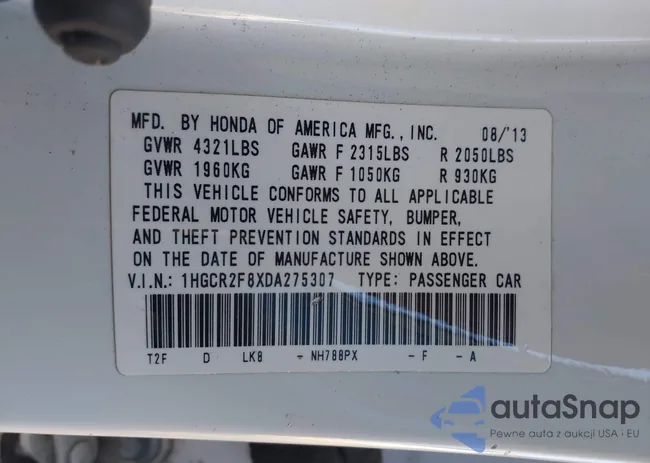 MFD. BY HONDA OF AMERICA MFG., INC. 08/'13
GVWR 4321LBS GAWR F 2315LBS R 2050LBS
GVWR 1960KG GAWR F 1050KG R 930KG
THIS VEHICLE CONFORMS TO ALL APPLICABLE
FEDERAL MOTOR VEHICLE SAFETY, BUMPER,
AND THEFT PREVENTION STANDARDS IN EFFECT
ON THE DATE OF MANUFACTURE SHOWN ABOVE.
V.I.N.: 1HGCR2F8XDA275307 TYPE: PASSENGER CAR
T2F D LK8 - NH788PX - F - A
autoSnap
Pewne auta z aukcji USA i EU